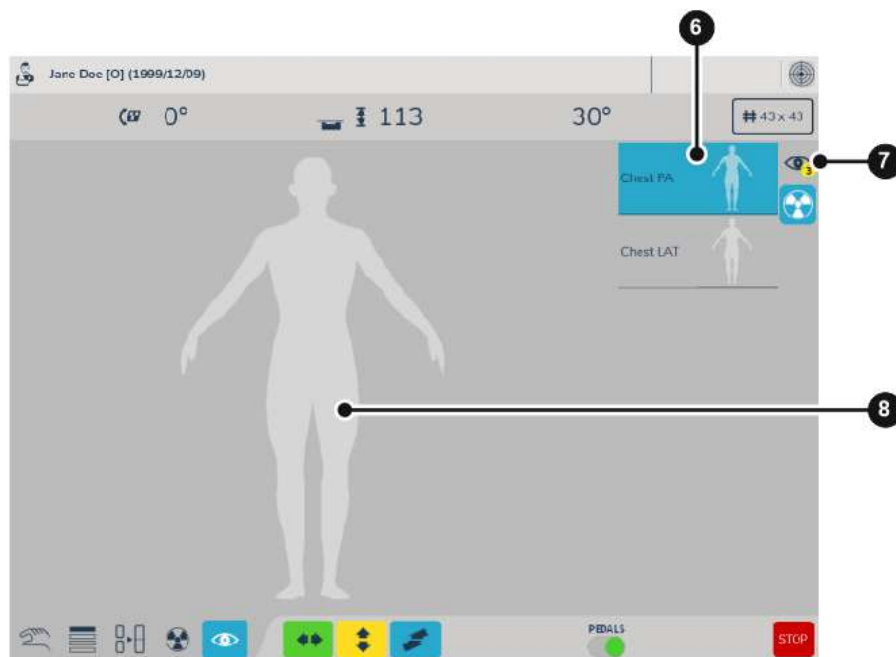 6
Jane Doe [O] (1999/12/09)
0° 113 30° 43 x 43
Chest PA
7
3
Chest LAT
8
PEDALS
STOP